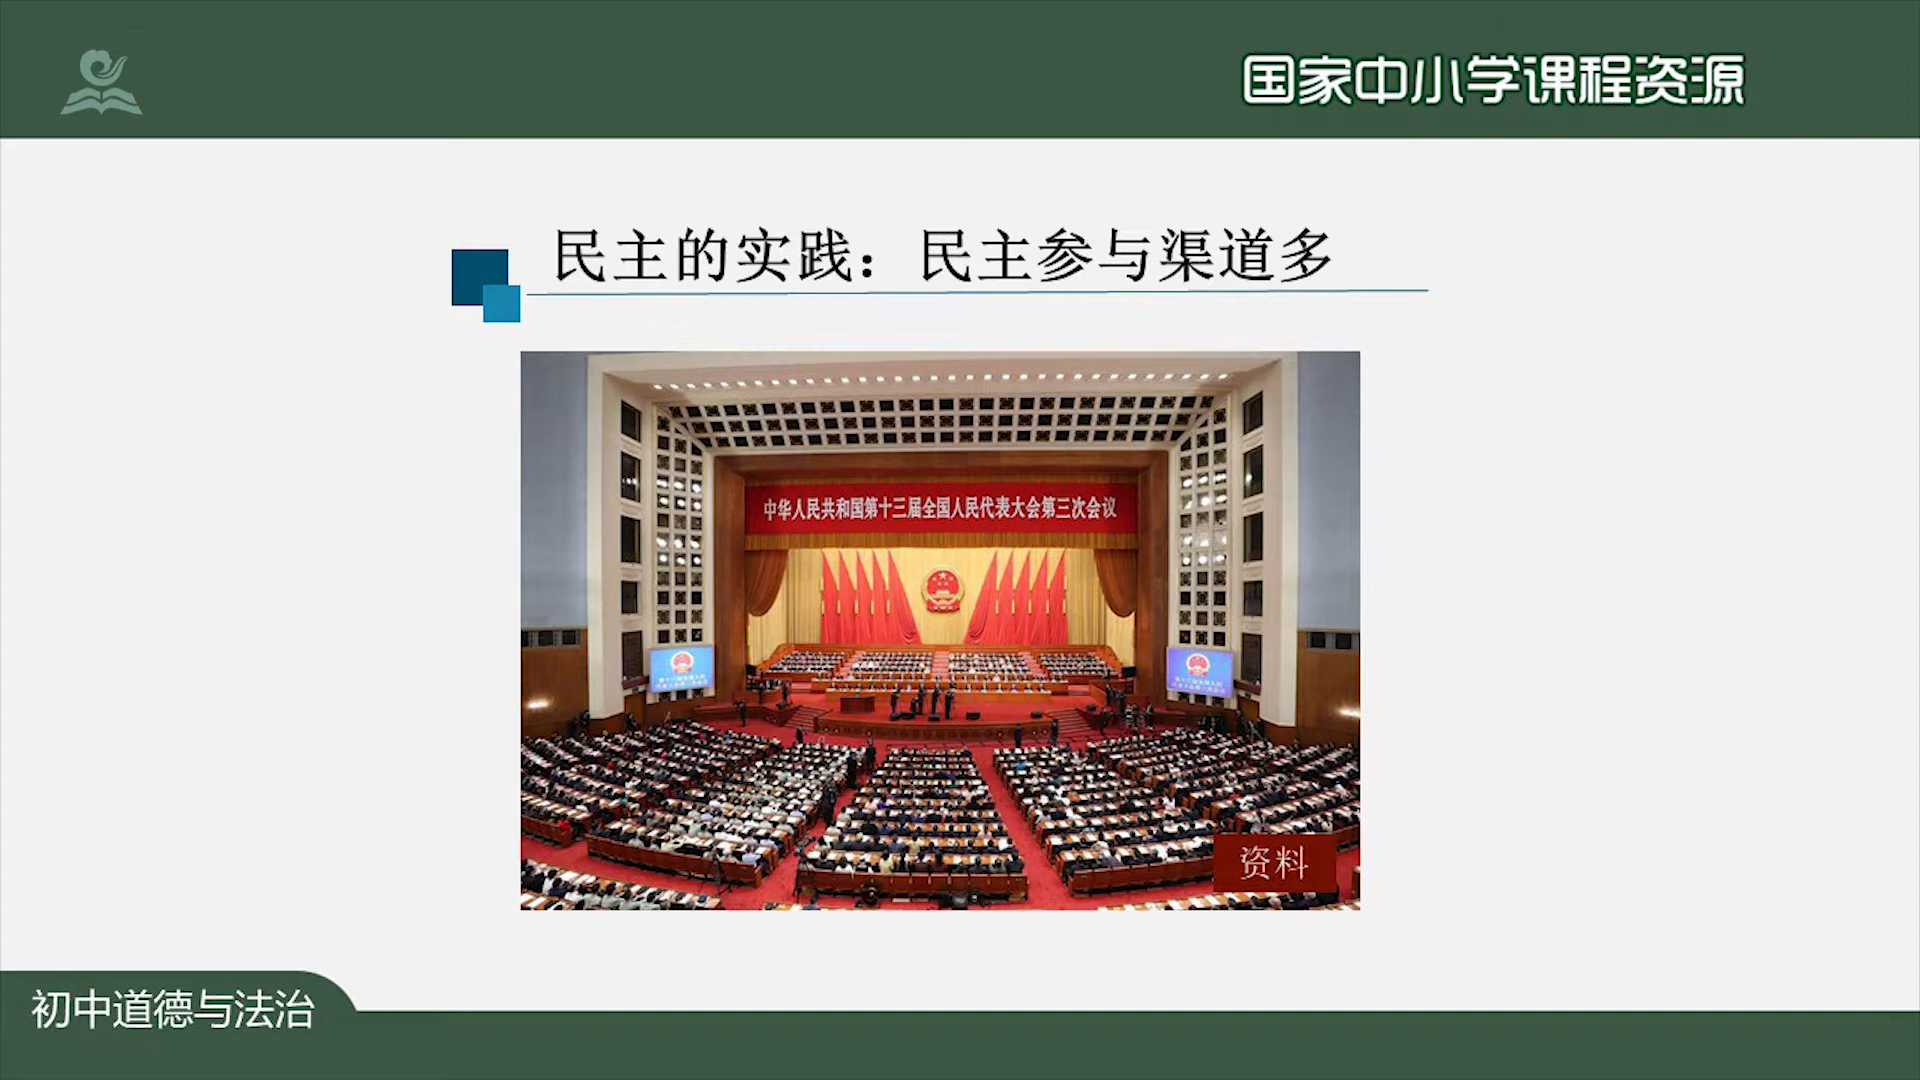 国家中小学课程资源
民主的实践：民主参与渠道多
中华人民共和国第十三届全国人民代表大会第三次会议
资料
初中道德与法治